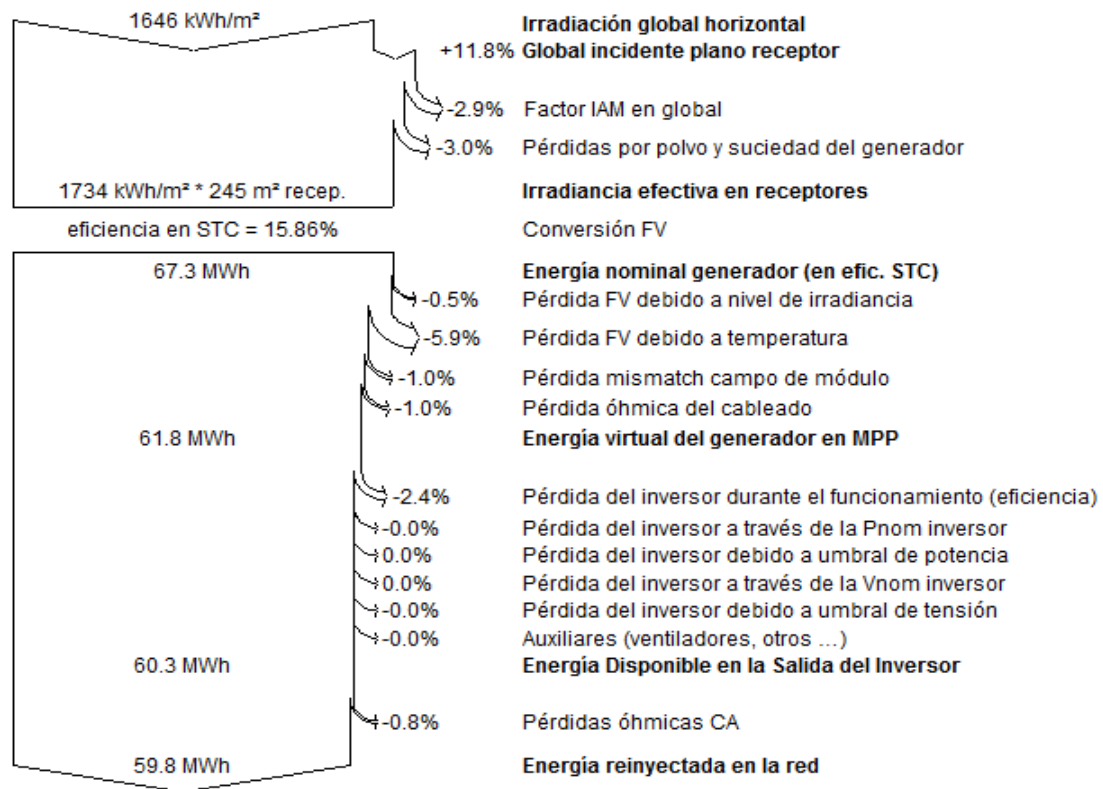 1646 kWh/m² Irradiación global horizontal
+11.8% Global incidente plano receptor
-2.9% Factor IAM en global
-3.0% Pérdidas por polvo y suciedad del generador
1734 kWh/m² * 245 m² recep. Irradiancia efectiva en receptores
eficiencia en STC = 15.86% Conversión FV
67.3 MWh Energía nominal generador (en efic. STC)
-0.5% Pérdida FV debido a nivel de irradiancia
-5.9% Pérdida FV debido a temperatura
-1.0% Pérdida mismatch campo de módulo
-1.0% Pérdida óhmica del cableado
61.8 MWh Energía virtual del generador en MPP
-2.4% Pérdida del inversor durante el funcionamiento (eficiencia)
-0.0% Pérdida del inversor a través de la Pnom inversor
0.0% Pérdida del inversor debido a umbral de potencia
0.0% Pérdida del inversor a través de la Vnom inversor
-0.0% Pérdida del inversor debido a umbral de tensión
-0.0% Auxiliares (ventiladores, otros ...)
60.3 MWh Energía Disponible en la Salida del Inversor
-0.8% Pérdidas óhmicas CA
59.8 MWh Energía reinyectada en la red